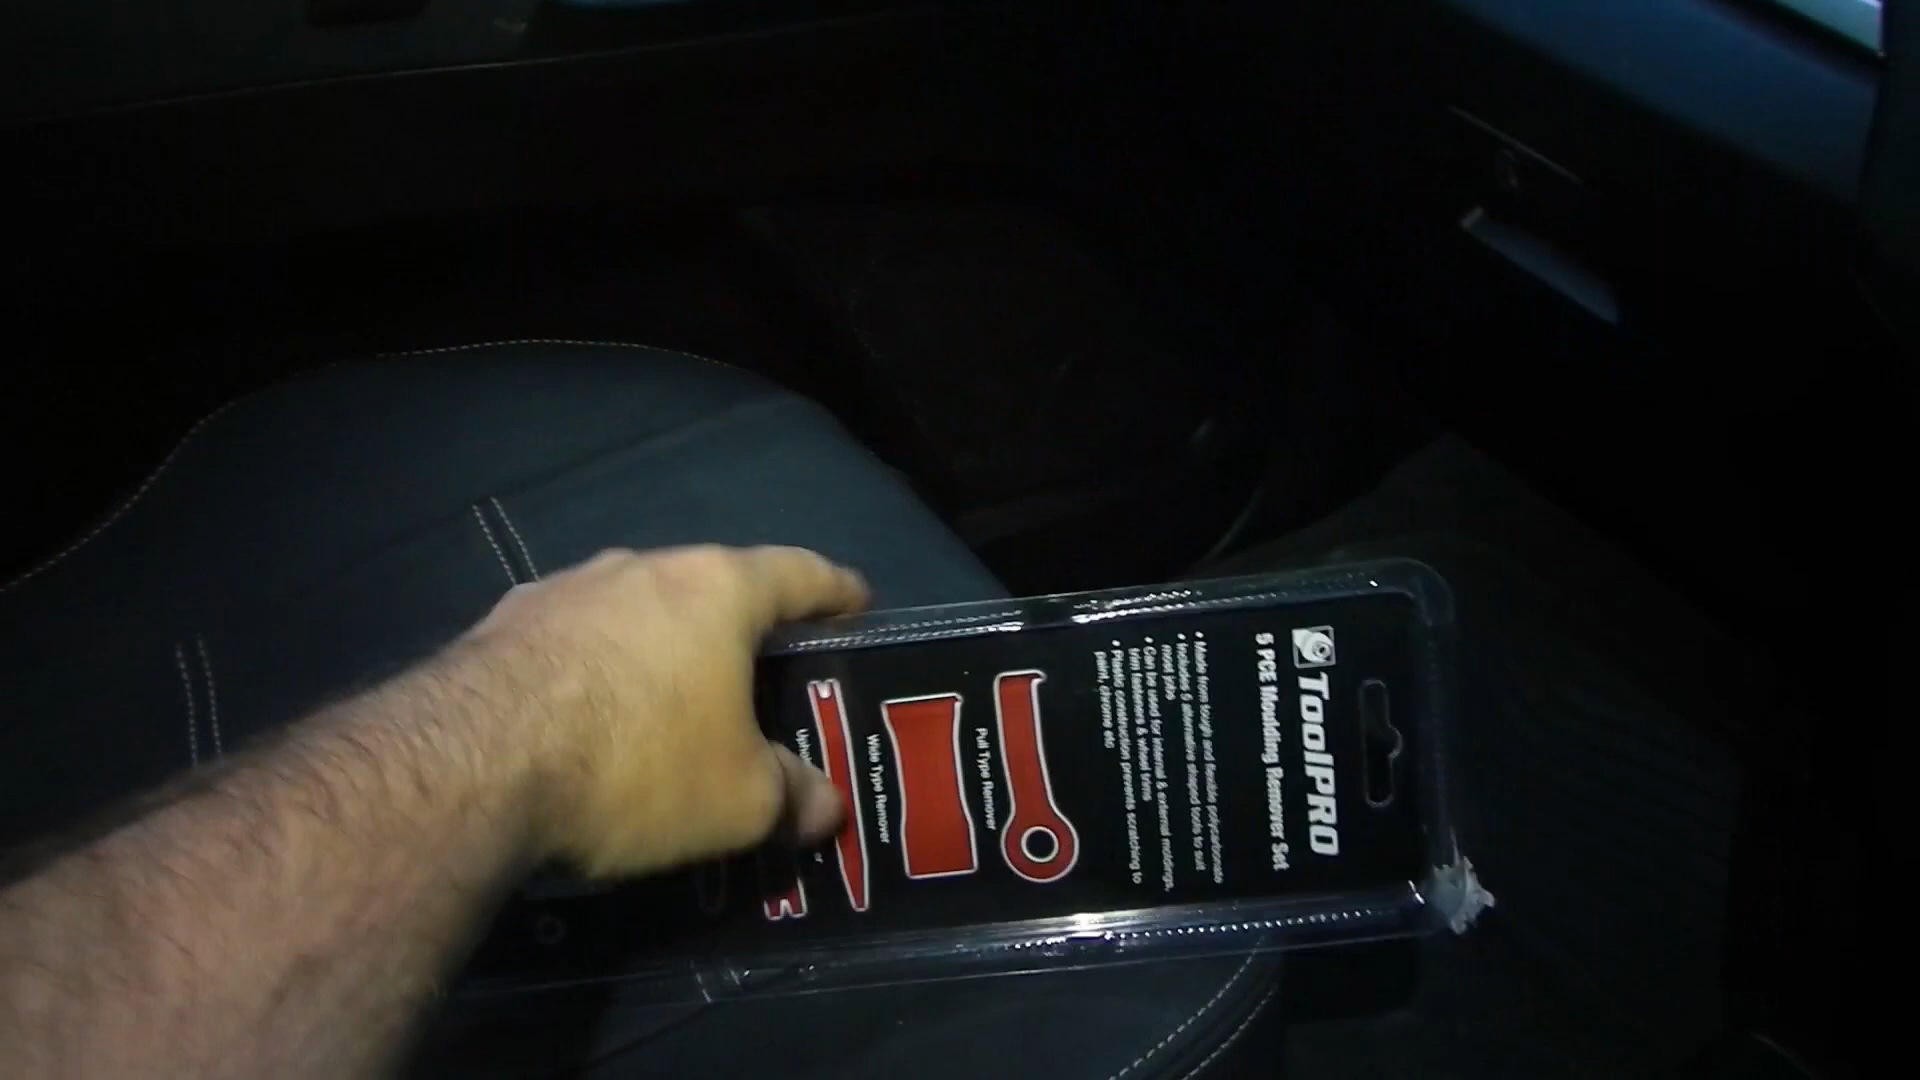 TOOLPRO
5 PCE Moulding Remover Set
• Made from tough and flexible polycarbonate
• Includes 5 alternative shaped tools to suit
most jobs
• Can be used for internal & external moldings,
trim fasteners & wheel trims
• Plastic construction prevents scratching to
paint, chrome etc
Pull Type Remover
Wide Type Remover